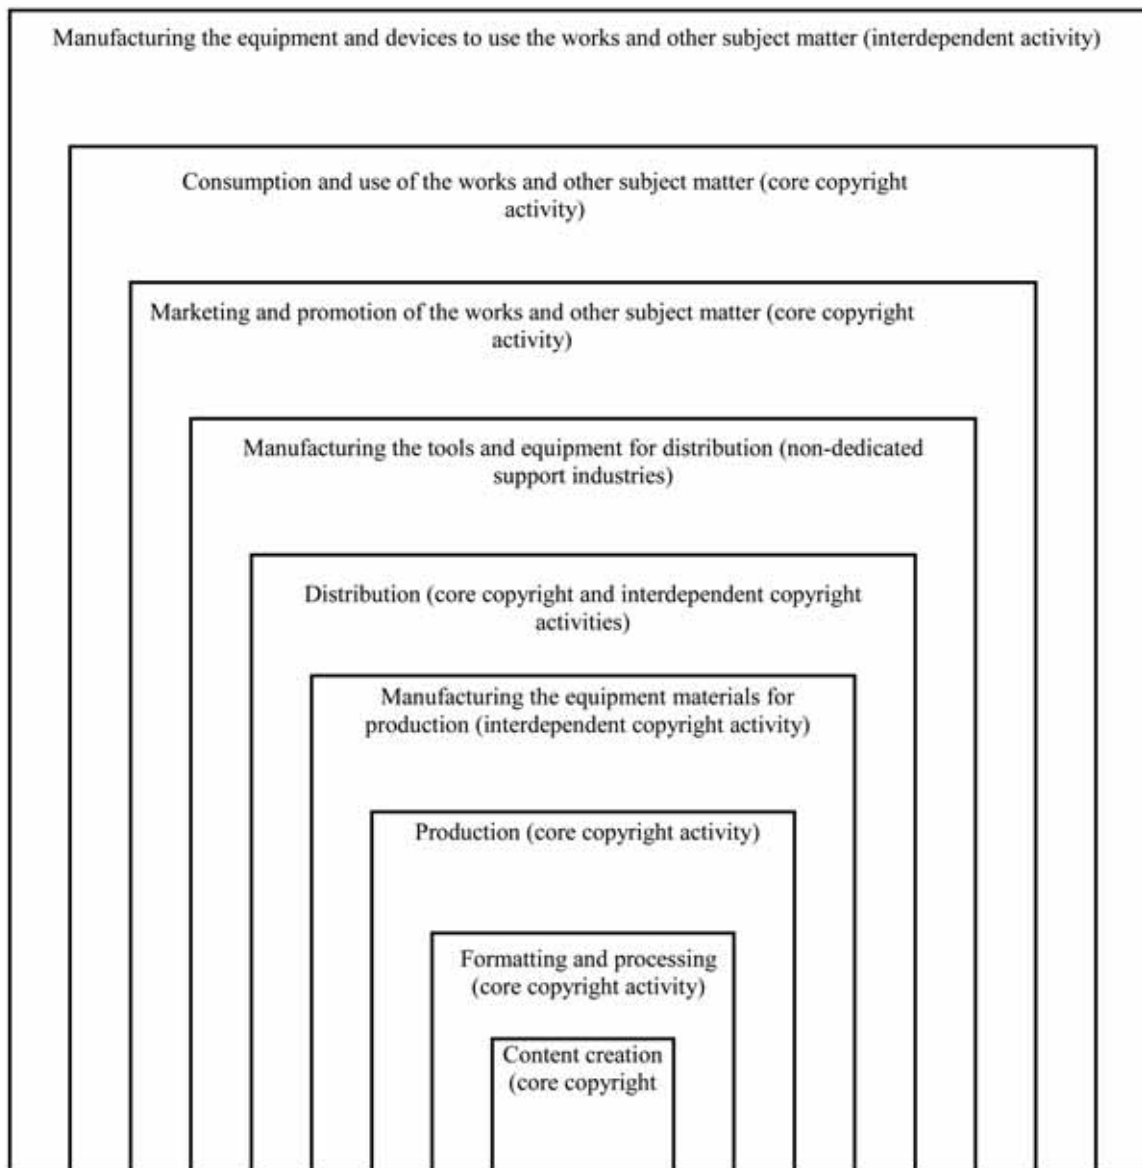 Manufacturing the equipment and devices to use the works and other subject matter (interdependent activity)
Consumption and use of the works and other subject matter (core copyright
activity)
Marketing and promotion of the works and other subject matter (core copyright
activity)
Manufacturing the tools and equipment for distribution (non-dedicated
support industries)
Distribution (core copyright and interdependent copyright
activities)
Manufacturing the equipment materials for
production (interdependent copyright activity)
Production (core copyright activity)
Formatting and processing
(core copyright activity)
Content creation
(core copyright